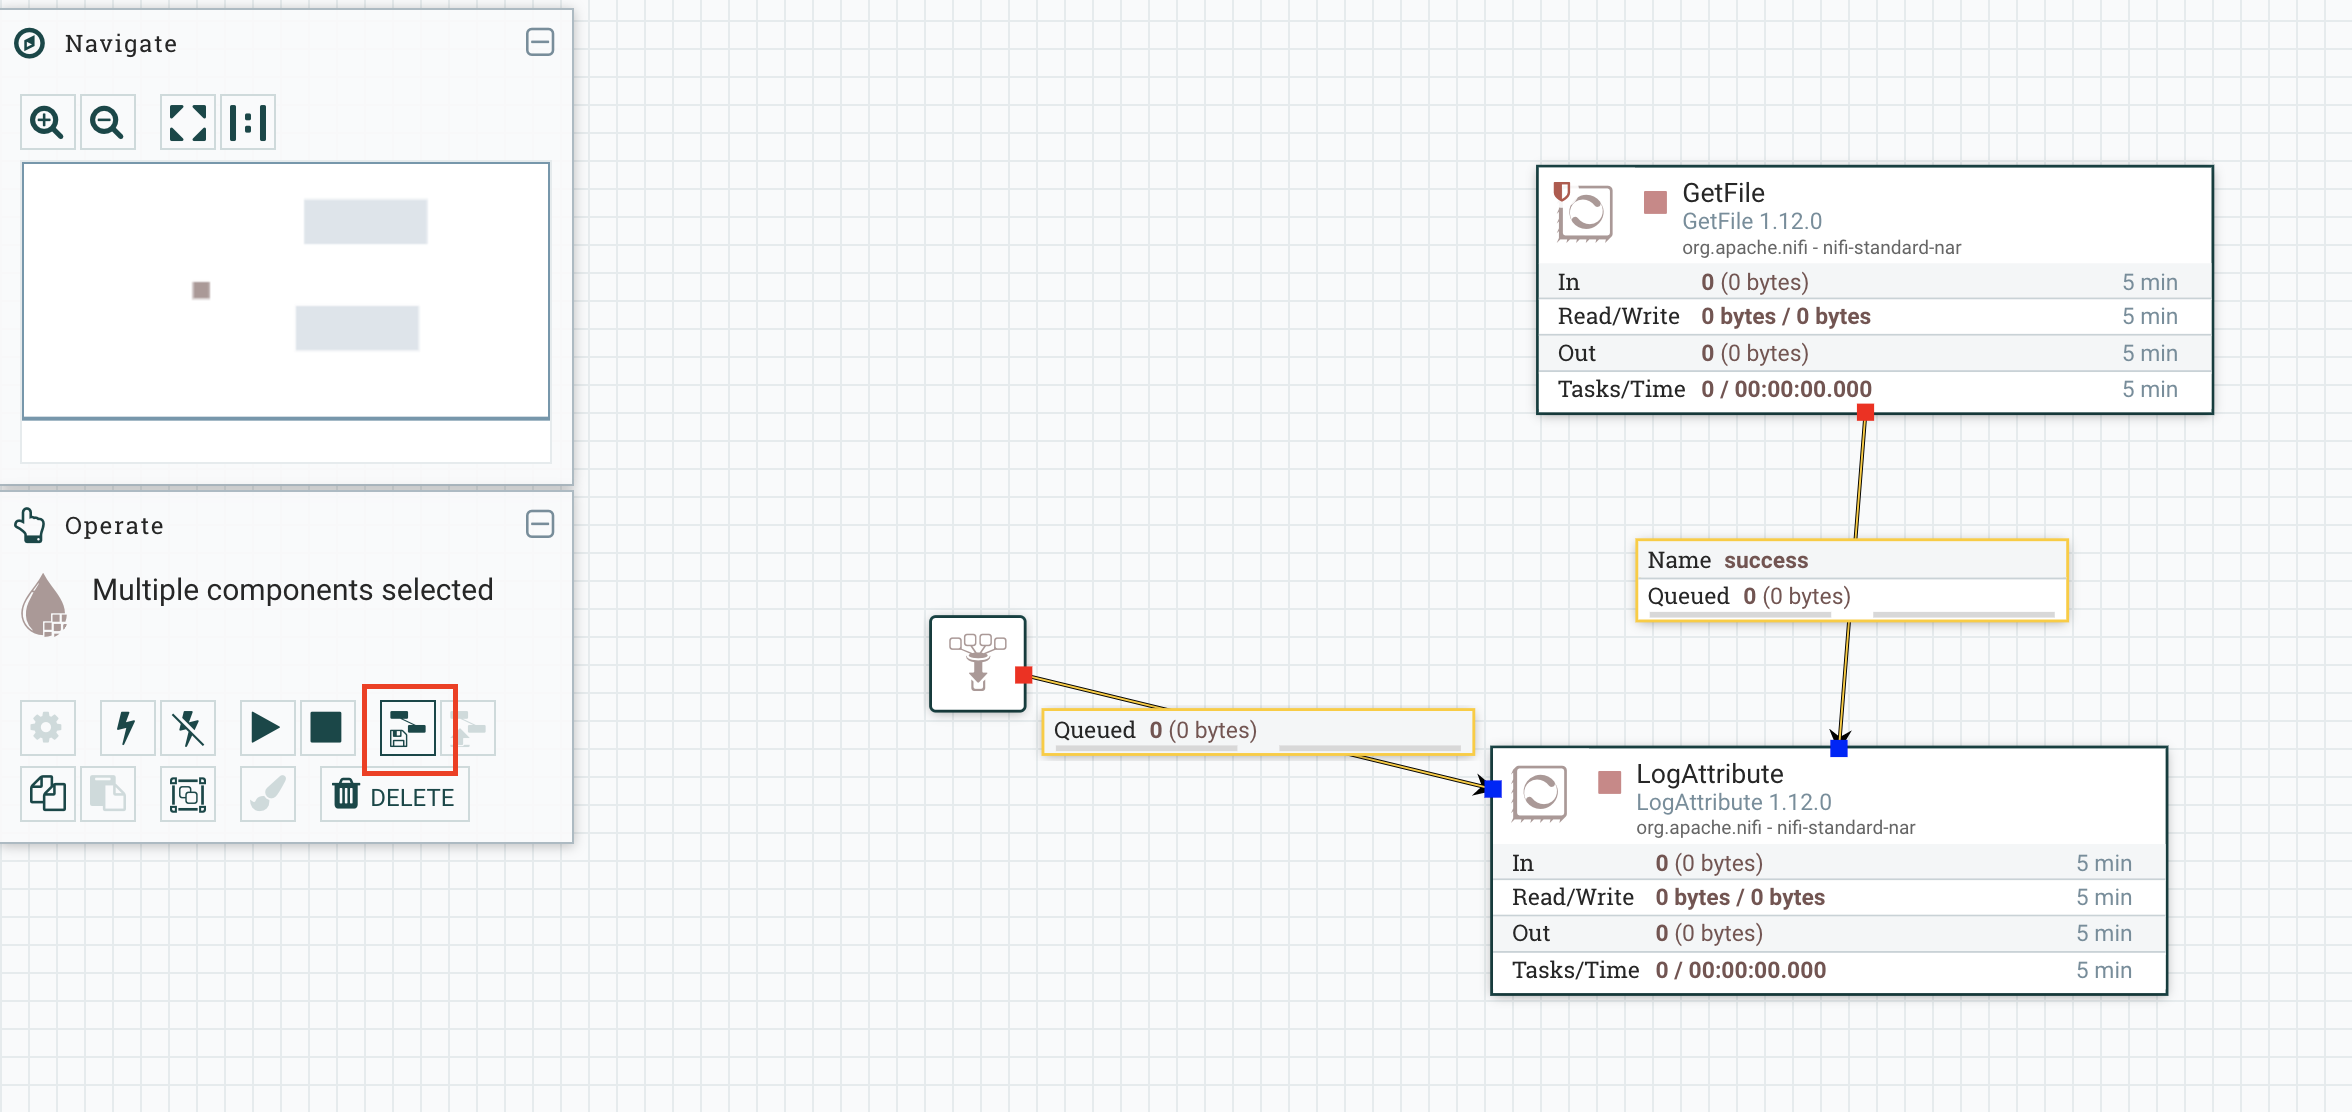 Navigate
Operate
Multiple components selected
DELETE
GetFile
GetFile 1.12.0
org.apache.nifi - nifi-standard-nar
In 0 (0 bytes) 5 min
Read/Write 0 bytes / 0 bytes 5 min
Out 0 (0 bytes) 5 min
Tasks/Time 0 / 00:00:00.000 5 min
Name success
Queued 0 (0 bytes)
Queued 0 (0 bytes)
LogAttribute
LogAttribute 1.12.0
org.apache.nifi - nifi-standard-nar
In 0 (0 bytes) 5 min
Read/Write 0 bytes / 0 bytes 5 min
Out 0 (0 bytes) 5 min
Tasks/Time 0 / 00:00:00.000 5 min